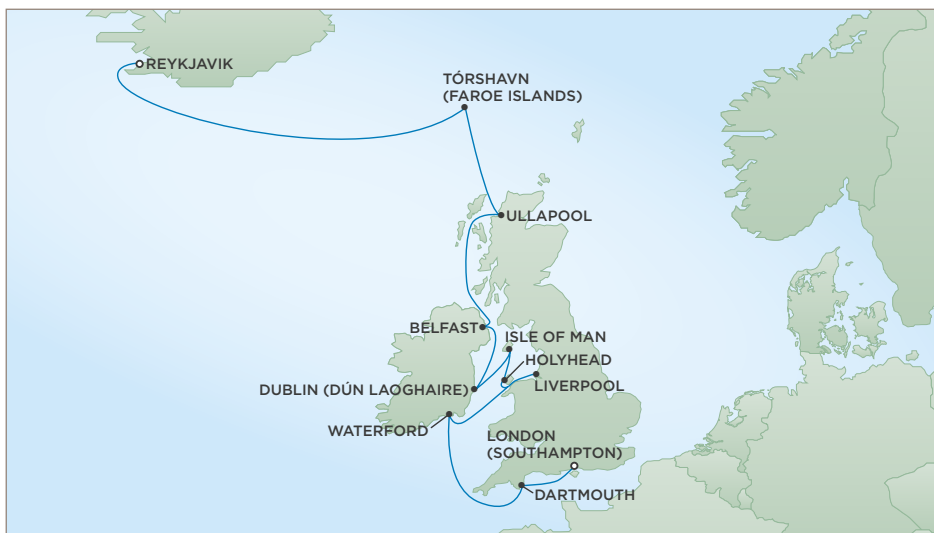 REYKJAVIK
TÓRSHAVN
(FAROE ISLANDS)
ULLAPOOL
BELFAST
ISLE OF MAN
HOLYHEAD
LIVERPOOL
DUBLIN (DÚN LAOGHAIRE)
WATERFORD
LONDON
(SOUTHAMPTON)
DARTMOUTH